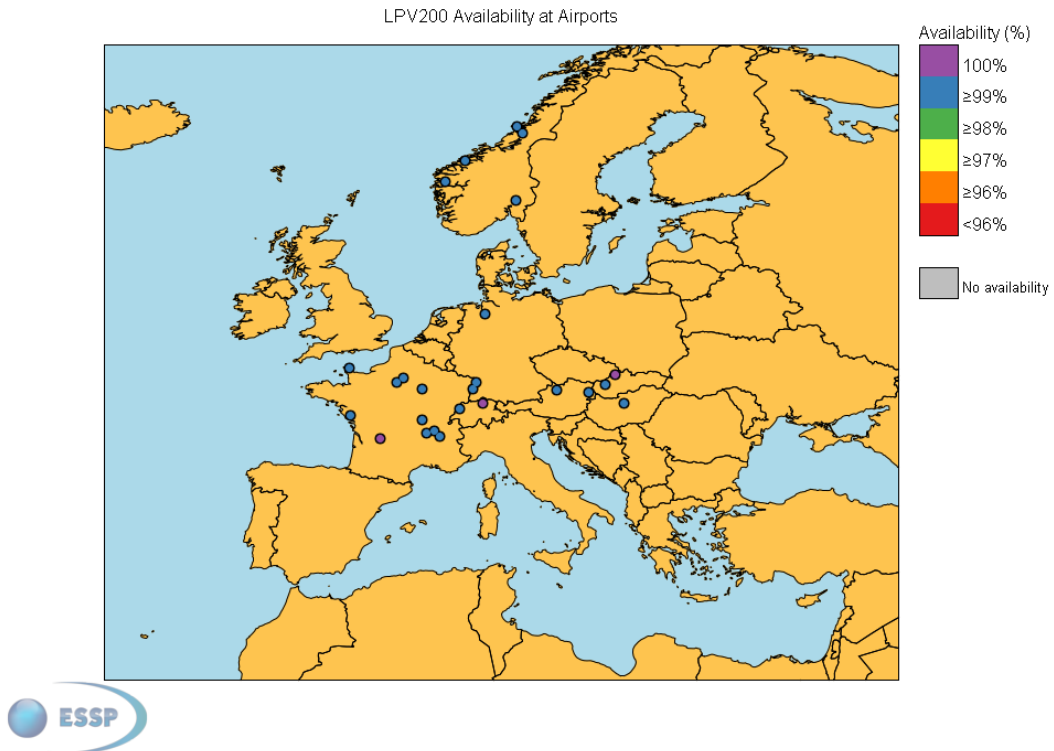 LPV200 Availability at Airports
Availability (%)
100%
≥99%
≥98%
≥97%
≥96%
<96%
No availability
ESSP